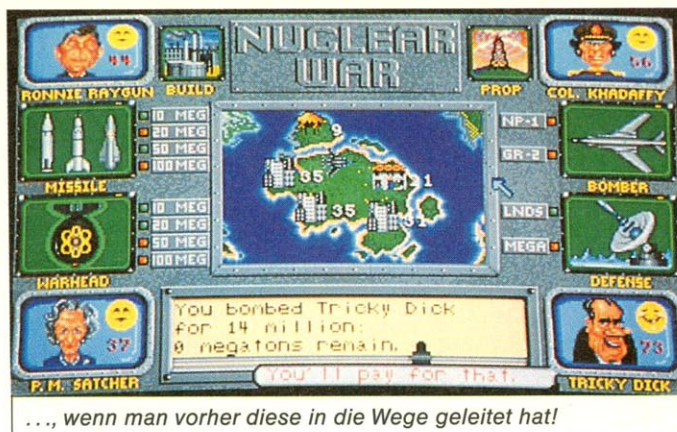 NUCLEAR
WAR
44
56
RONNIE RAYGUN
BUILD
PROP
COL. KHADAFFY
10 MEG
20 MEG
50 MEG
100 MEG
MISSILE
9
35
21
35
31
NP-1
GR-2
BOMBER
10 MEG
20 MEG
50 MEG
100 MEG
WARHEAD
LNDS
MEGA
DEFENSE
37
You bombed Tricky Dick
for 14 million:
0 megatons remain.
You'll pay for that.
73
P.M. SATCHER
TRICKY DICK
..., wenn man vorher diese in die Wege geleitet hat!